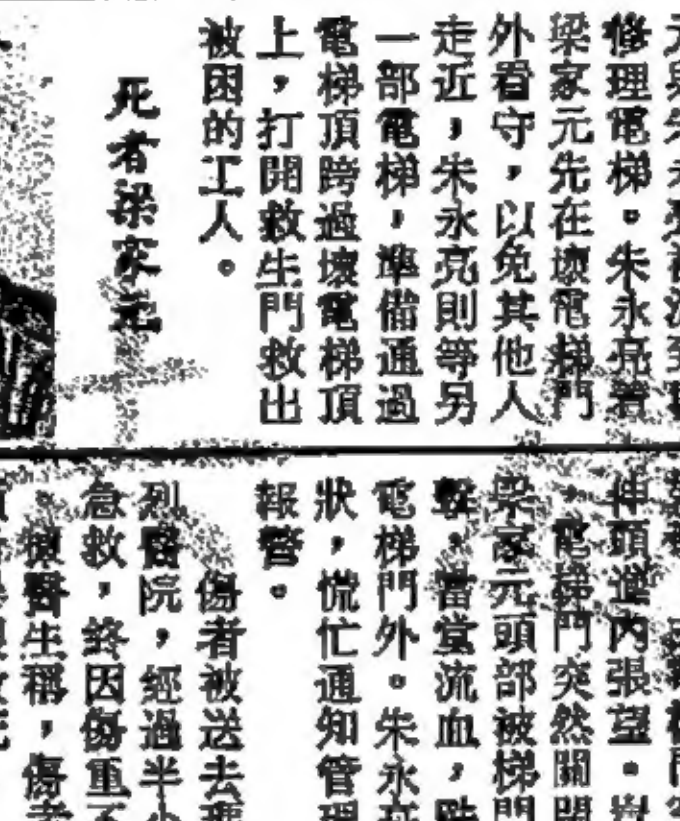 修理電梯。朱永亮著
梁家元先在壞電梯門
外看守,以免其他人
走近,朱永亮則等另
一部電梯,準備通過
電梯頂跨過壞電梯頂
上,打開救生門救出
被困的工人。
死者梁家元
伸頭進內張望。
,電梯門突然關
梁家元頭部被梯門
擊,當堂流血,
電梯門外。朱永
狀,慌忙通知管理
報警。
傷者被送去
烈醫院,經過半
急救,終因傷重不
。據醫生稱,傷者